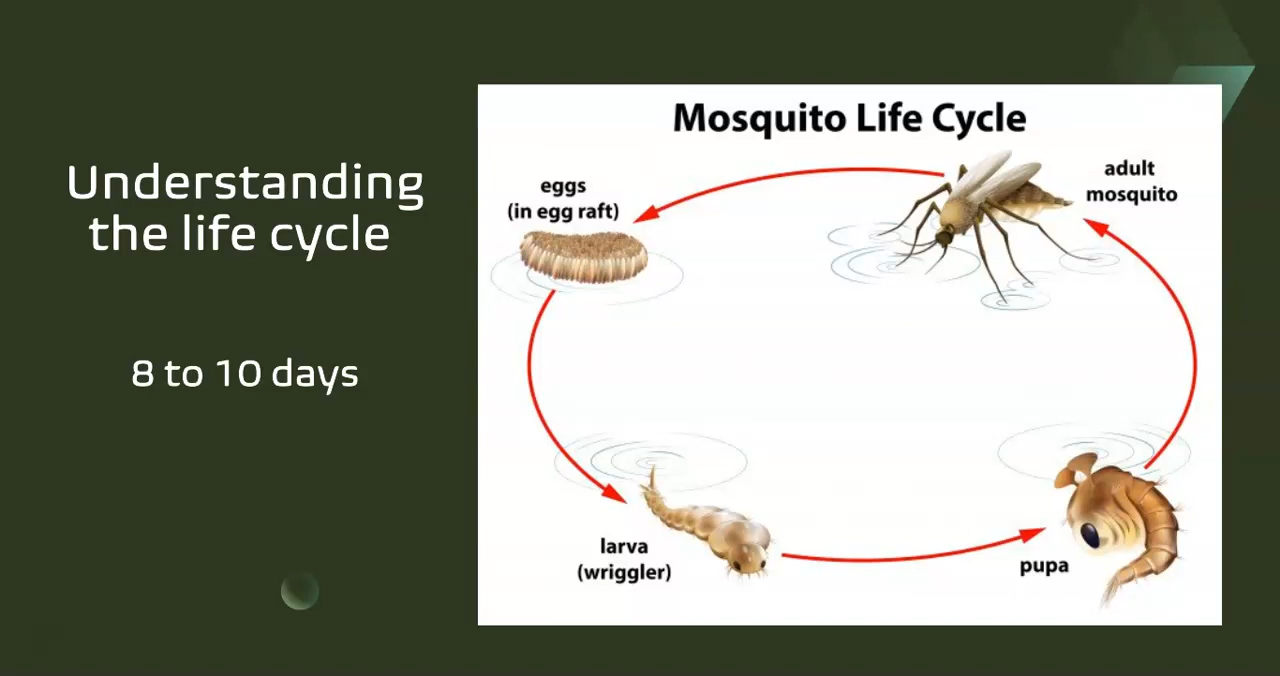 Understanding
the life cycle
8 to 10 days
Mosquito Life Cycle
eggs
(in egg raft)
adult
mosquito
larva
(wriggler)
pupa